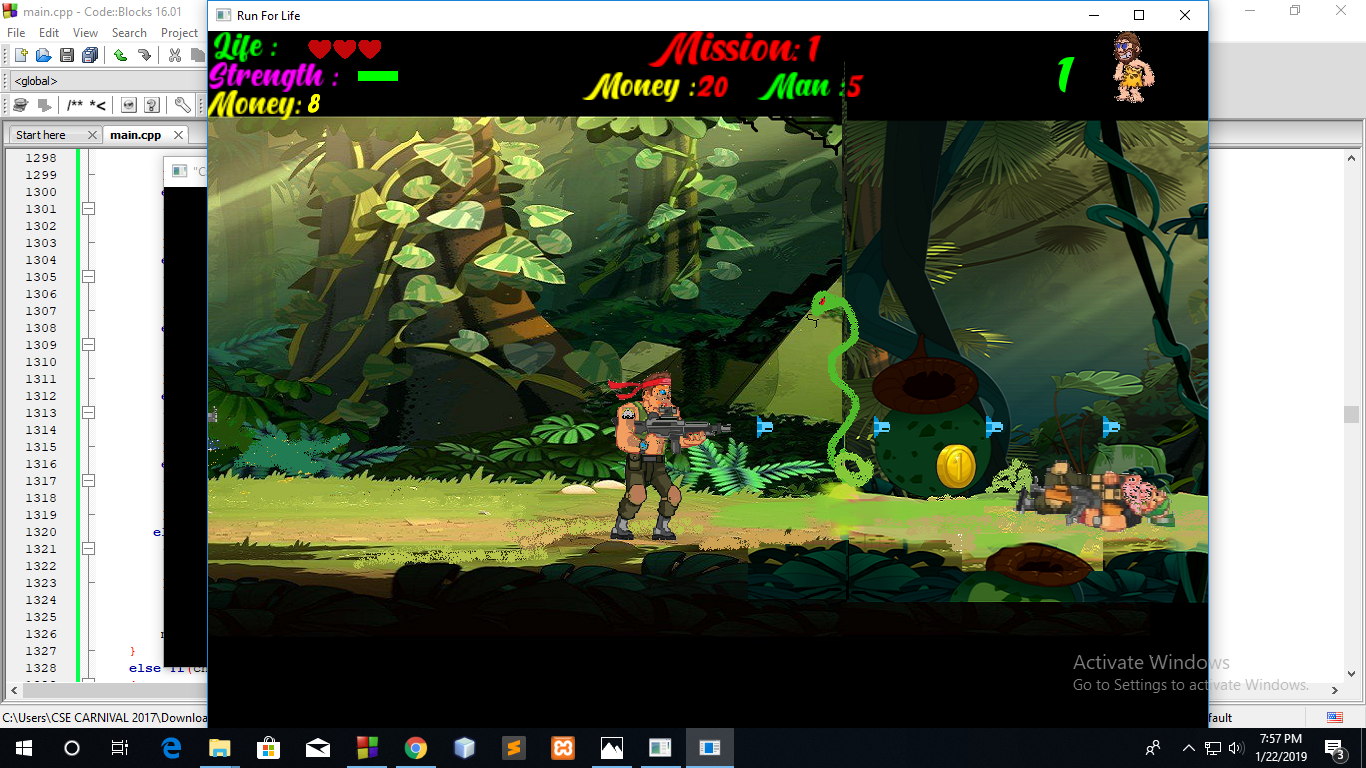 main.cpp - Code::Blocks 16.01
File Edit View Search Project
<global>
/** *<
Start here
main.cpp
Run For Life
Life :
Strength :
Money: 8
Mission: 1
Money :20 Man :5
1
1298
1299
1300
1301
1302
1303
1304
1305
1306
1307
1308
1309
1310
1311
1312
1313
1314
1315
1316
1317
1318
1319
1320
1321
1322
1323
1324
1325
1326
1327 }
1328 else
Activate Windows
Go to Settings to activate Windows.
C:\Users\CSE CARNIVAL 2017\Downloa
fault
7:57 PM
1/22/2019
3